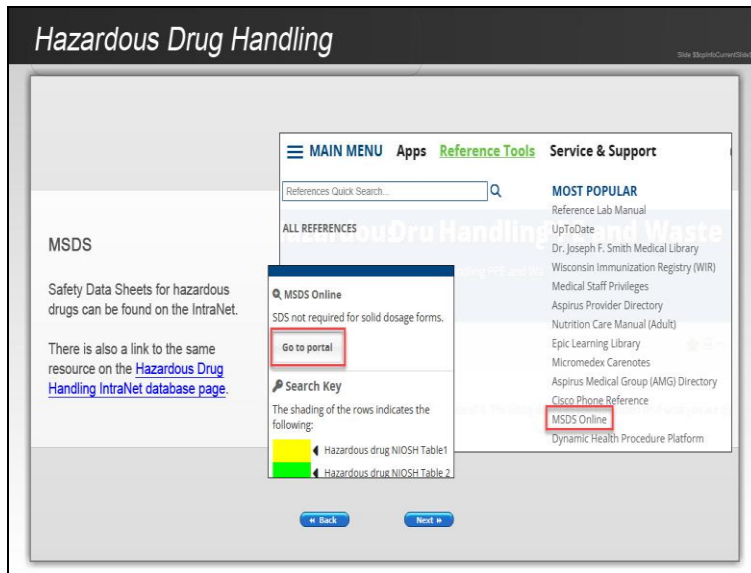 Hazardous Drug Handling
MSDS
Safety Data Sheets for hazardous
drugs can be found on the IntraNet.
There is also a link to the same
resource on the Hazardous Drug
Handling IntraNet database page.
MAIN MENU Apps Reference Tools Service & Support
References Quick Search...
ALL REFERENCES
MOST POPULAR
Reference Lab Manual
UpToDate
Dr. Joseph F. Smith Medical Library
Wisconsin Immunization Registry (WIR)
Medical Staff Privileges
Aspirus Provider Directory
Nutrition Care Manual (Adult)
Epic Learning Library
Micromedex Carenotes
Aspirus Medical Group (AMG) Directory
Cisco Phone Reference
MSDS Online
Dynamic Health Procedure Platform
MSDS Online
SDS not required for solid dosage forms.
Go to portal
Search Key
The shading of the rows indicates the
following:
Hazardous drug NIOSH Table1
Hazardous drug NIOSH Table 2
Back
Next